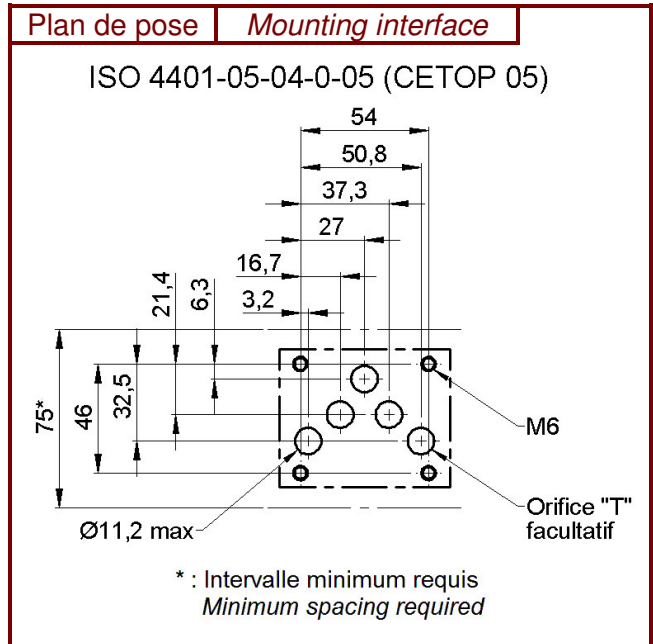 Plan de pose Mounting interface
ISO 4401-05-04-0-05 (CETOP 05)
54
50,8
37,3
27
16,7
3,2
6,3
21,4
32,5
46
75*
M6
Ø11,2 max
Orifice "T"
facultatif
* : Intervalle minimum requis
Minimum spacing required